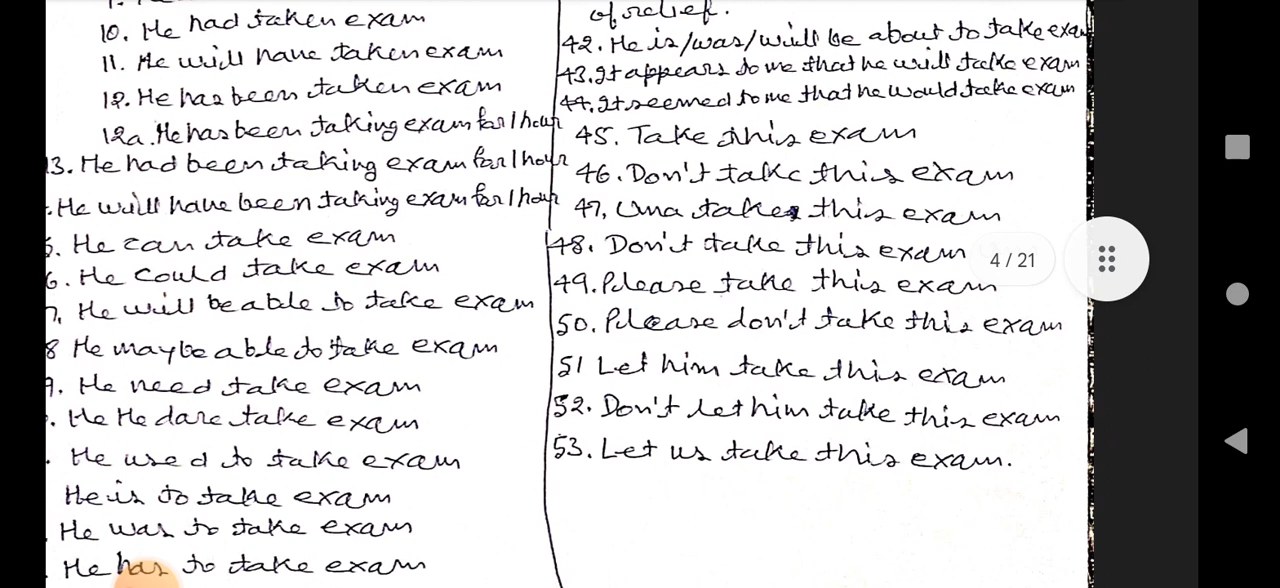 10. He had taken exam
11. He will have taken exam
12. He has been taken exam
12a. He has been taking exam for 1 hour
13. He had been taking exam for 1 hour
. He will have been taking exam for 1 hour
5. He can take exam
6. He could take exam
7. He will be able to take exam
8 He may be able to take exam
9. He need take exam
. He He dare take exam
. He used to take exam
He is to take exam
. He was to take exam
. He has to take exam
of relief.
42. He is/was/will be about to take exam
43. It appears to me that he will take exam
44. It seemed to me that he would take exam
45. Take this exam
46. Don't take this exam
47. Uma take this exam
48. Don't take this exam
49. Please take this exam
50. Please don't take this exam
51 Let him take this exam
52. Don't let him take this exam
53. Let us take this exam.
4 / 21